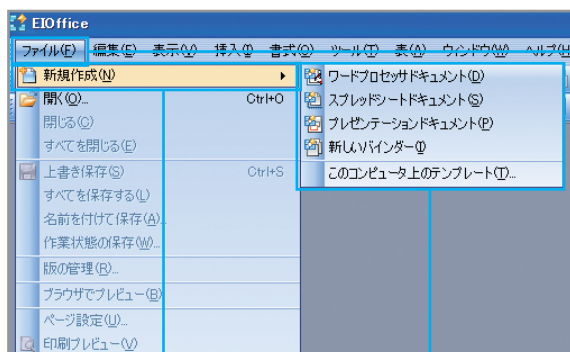 EIOffice
ファイル(F) 編集(E) 表示(V) 挿入(I) 書式(O) ツール(T) 表(A) ウィンドウ(W) ヘルプ(H
新規作成(N)
ワードプロセッサドキュメント(D)
スプレッドシートドキュメント(S)
プレゼンテーションドキュメント(P)
新しいバインダー(I)
このコンピュータ上のテンプレート(T)...
開く(O)... Ctrl+O
閉じる(C)
すべてを閉じる(E)
上書き保存(S) Ctrl+S
すべてを保存する(L)
名前を付けて保存(A)...
作業状態の保存(W)...
版の管理(R)...
ブラウザでプレビュー(B)
ページ設定(U)...
印刷プレビュー(V)